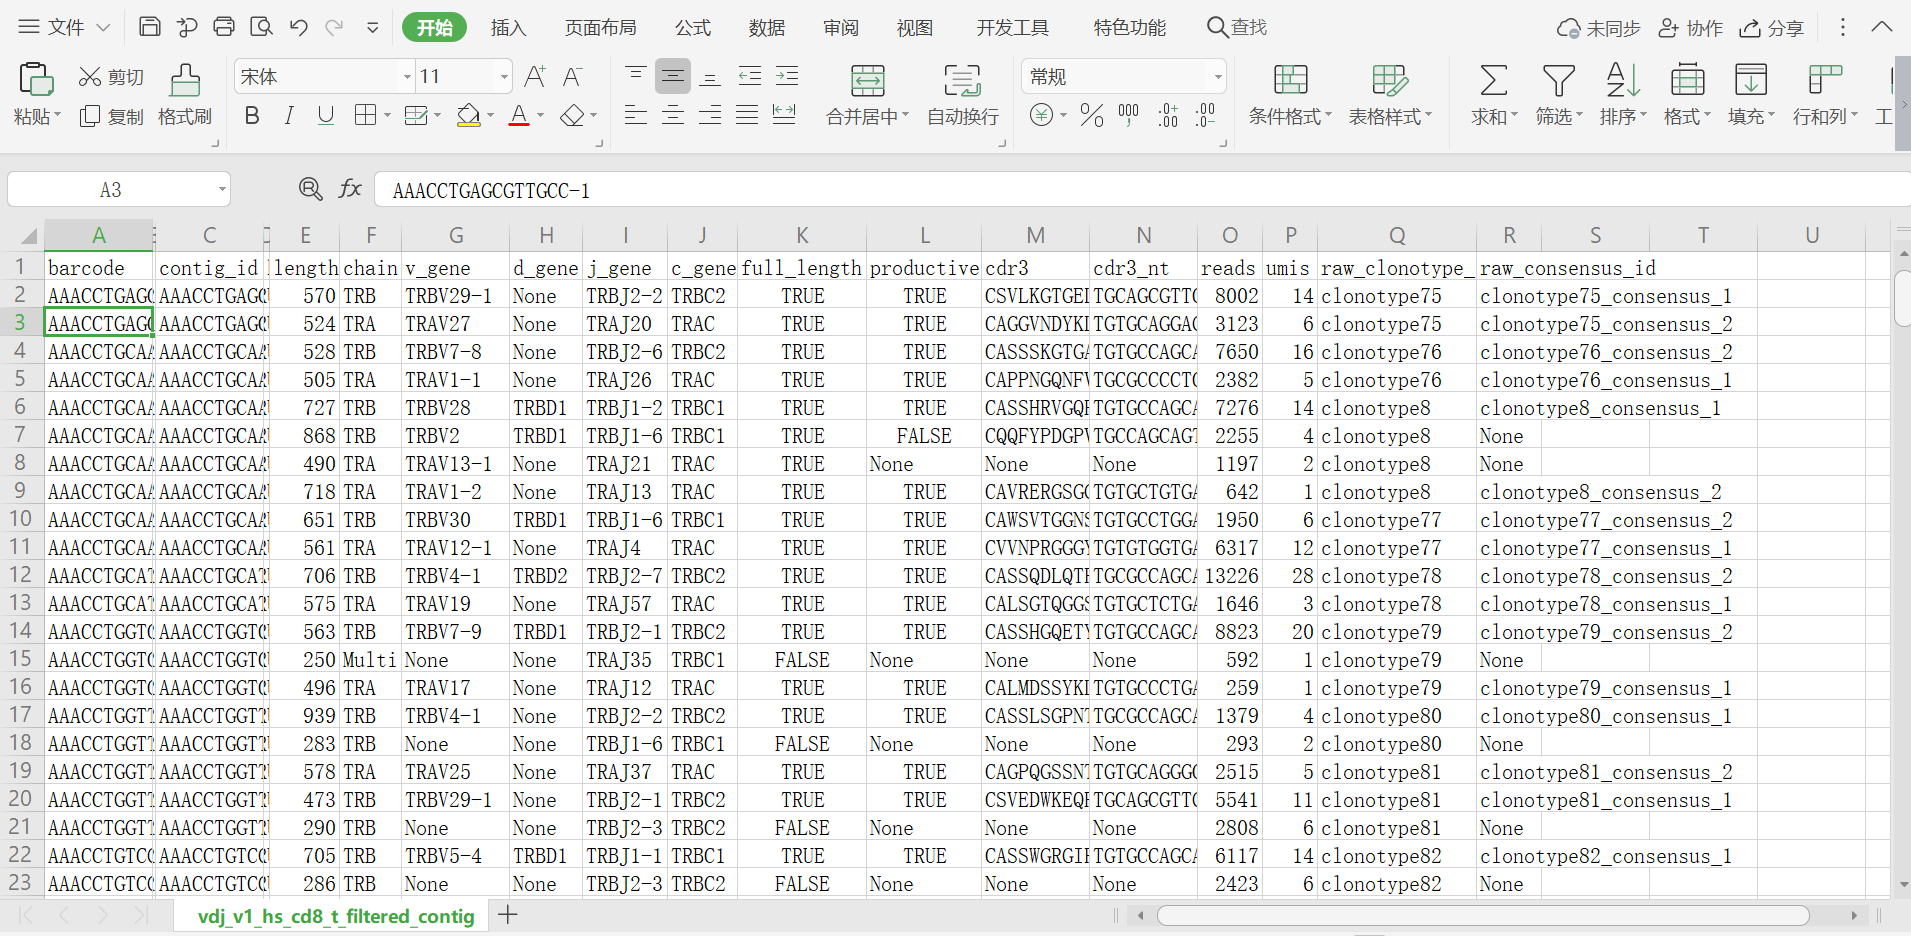 文件 开始 插入 页面布局 公式 数据 审阅 视图 开发工具 特色功能 查找 未同步 协作 分享
粘贴 剪切 复制 格式刷 宋体 11 合并居中 自动换行 常规 条件格式 表格样式 求和 筛选 排序 格式 填充 行和列 工
A3 fx AAACCTGAGCGTTGCC-1
A C E F G H I J K L M N O P Q R S T U
1 barcode contig_id length chain v_gene d_gene j_gene c_gene full_length productive cdr3 cdr3_nt reads umis raw_clonotype_ raw_consensus_id
2 AAACCTGAGC AAACCTGAGC 570 TRB TRBV29-1 None TRBJ2-2 TRBC2 TRUE TRUE CSVLKGTGE TGCAGCGTTC 8002 14 clonotype75 clonotype75_consensus_1
3 AAACCTGAGC AAACCTGAGC 524 TRA TRAV27 None TRAJ20 TRAC TRUE TRUE CAGGVNDYK TGTGCAGGAG 3123 6 clonotype75 clonotype75_consensus_2
4 AAACCTGCAA AAACCTGCAA 528 TRB TRBV7-8 None TRBJ2-6 TRBC2 TRUE TRUE CASSSKGTGA TGTGCCAGCA 7650 16 clonotype76 clonotype76_consensus_2
5 AAACCTGCAA AAACCTGCAA 505 TRA TRAV1-1 None TRAJ26 TRAC TRUE TRUE CAPPNGQNFV TGCGCCCCTC 2382 5 clonotype76 clonotype76_consensus_1
6 AAACCTGCAA AAACCTGCAA 727 TRB TRBV28 TRBD1 TRBJ1-2 TRBC1 TRUE TRUE CASSHRVGQ TGTGCCAGCA 7276 14 clonotype8 clonotype8_consensus_1
7 AAACCTGCAA AAACCTGCAA 868 TRB TRBV2 TRBD1 TRBJ1-6 TRBC1 TRUE FALSE CQQFYPDGPV TGCCAGCAGT 2255 4 clonotype8 None
8 AAACCTGCAA AAACCTGCAA 490 TRA TRAV13-1 None TRAJ21 TRAC TRUE None None None 1197 2 clonotype8 None
9 AAACCTGCAA AAACCTGCAA 718 TRA TRAV1-2 None TRAJ13 TRAC TRUE TRUE CAVRERGSG TGTGCTGTGA 642 1 clonotype8 clonotype8_consensus_2
10 AAACCTGCAA AAACCTGCAA 651 TRB TRBV30 TRBD1 TRBJ1-6 TRBC1 TRUE TRUE CAWSVTGGNS TGTGCCTGGA 1950 6 clonotype77 clonotype77_consensus_2
11 AAACCTGCAA AAACCTGCAA 561 TRA TRAV12-1 None TRAJ4 TRAC TRUE TRUE CVVNPRGGGY TGTGTGGTGA 6317 12 clonotype77 clonotype77_consensus_1
12 AAACCTGCAT AAACCTGCAT 706 TRB TRBV4-1 TRBD2 TRBJ2-7 TRBC2 TRUE TRUE CASSQDLQT TGCGCCAGCA 13226 28 clonotype78 clonotype78_consensus_2
13 AAACCTGCAT AAACCTGCAT 575 TRA TRAV19 None TRAJ57 TRAC TRUE TRUE CALSGTQGGS TGTGCTCTGA 1646 3 clonotype78 clonotype78_consensus_1
14 AAACCTGGTC AAACCTGGTC 563 TRB TRBV7-9 TRBD1 TRBJ2-1 TRBC2 TRUE TRUE CASSHGQETY TGTGCCAGCA 8823 20 clonotype79 clonotype79_consensus_2
15 AAACCTGGTC AAACCTGGTC 250 Multi None None TRAJ35 TRBC1 FALSE None None None 592 1 clonotype79 None
16 AAACCTGGTC AAACCTGGTC 496 TRA TRAV17 None TRAJ12 TRAC TRUE TRUE CALMDSSYK TGTGCCCTGA 259 1 clonotype79 clonotype79_consensus_1
17 AAACCTGGTT AAACCTGGTT 939 TRB TRBV4-1 None TRBJ2-2 TRBC2 TRUE TRUE CASSLSGPNT TGCGCCAGCA 1379 4 clonotype80 clonotype80_consensus_1
18 AAACCTGGTT AAACCTGGTT 283 TRB None None TRBJ1-6 TRBC1 FALSE None None None 293 2 clonotype80 None
19 AAACCTGGTT AAACCTGGTT 578 TRA TRAV25 None TRAJ37 TRAC TRUE TRUE CAGPQGSSNT TGTGCAGGGG 2515 5 clonotype81 clonotype81_consensus_2
20 AAACCTGGTT AAACCTGGTT 473 TRB TRBV29-1 None TRBJ2-1 TRBC2 TRUE TRUE CSVEDWKEQ TGCAGCGTTC 5541 11 clonotype81 clonotype81_consensus_1
21 AAACCTGGTT AAACCTGGTT 290 TRB None None TRBJ2-3 TRBC2 FALSE None None None 2808 6 clonotype81 None
22 AAACCTGTCC AAACCTGTCC 705 TRB TRBV5-4 TRBD1 TRBJ1-1 TRBC1 TRUE TRUE CASSWGRGI TGTGCCAGCA 6117 14 clonotype82 clonotype82_consensus_1
23 AAACCTGTCC AAACCTGTCC 286 TRB None None TRBJ2-3 TRBC2 FALSE None None None 2423 6 clonotype82 None
vdj_v1_hs_cd8_t_filtered_contig